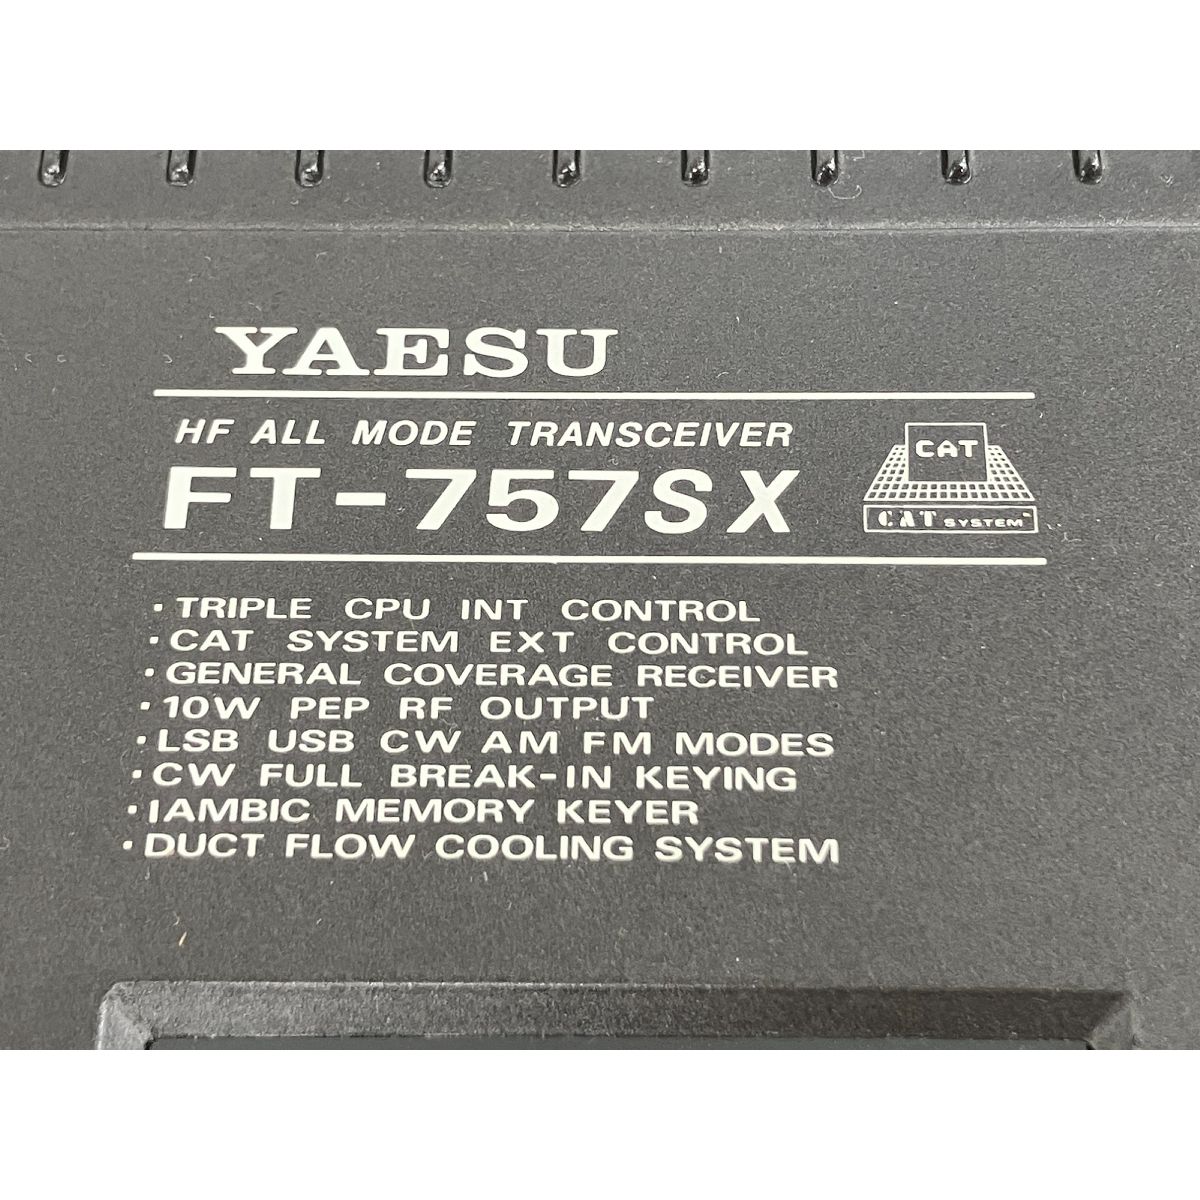 YAESU
HF ALL MODE TRANSCEIVER
FT-757SX
CAT
CAT SYSTEM
· TRIPLE CPU INT CONTROL
· CAT SYSTEM EXT CONTROL
· GENERAL COVERAGE RECEIVER
· 10W PEP RF OUTPUT
· LSB USB CW AM FM MODES
· CW FULL BREAK-IN KEYING
· IAMBIC MEMORY KEYER
· DUCT FLOW COOLING SYSTEM